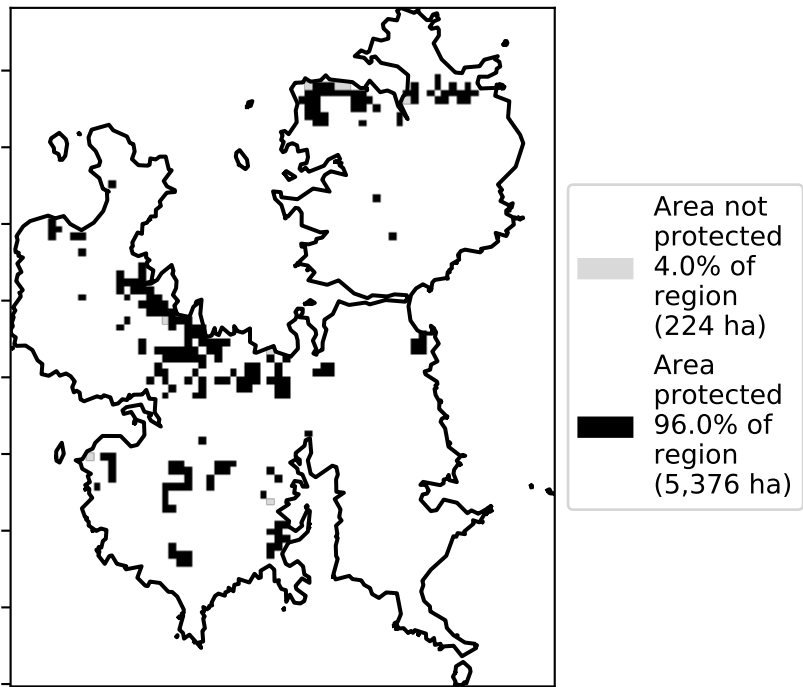 Area not
protected
4.0% of
region
(224 ha)
Area
protected
96.0% of
region
(5,376 ha)